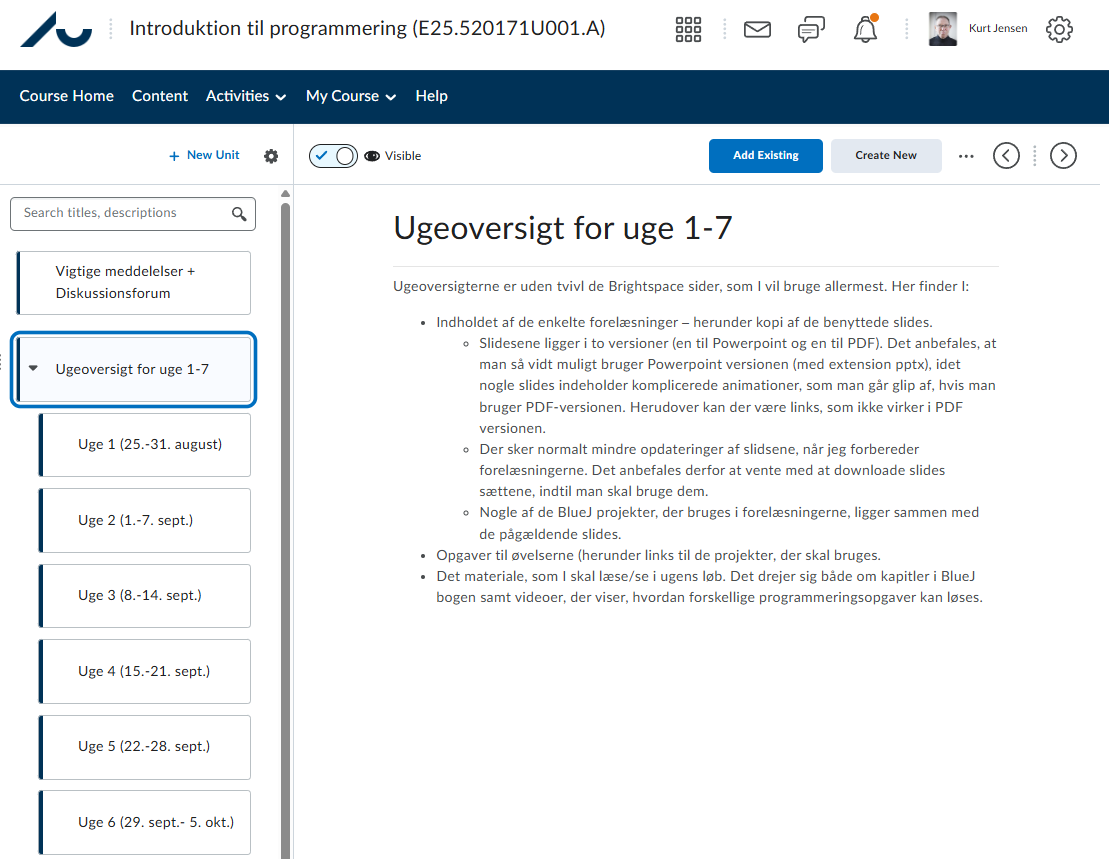 Introduktion til programmering (E25.520171U001.A)
Kurt Jensen
Course Home
Content
Activities
My Course
Help
+ New Unit
Visible
Add Existing
Create New
Search titles, descriptions
Vigtige meddelelser +
Diskussionsforum
Ugeoversigt for uge 1-7
Uge 1 (25.-31. august)
Uge 2 (1.-7. sept.)
Uge 3 (8.-14. sept.)
Uge 4 (15.-21. sept.)
Uge 5 (22.-28. sept.)
Uge 6 (29. sept.- 5. okt.)
Ugeoversigt for uge 1-7
Ugeoversigterne er uden tvivl de Brightspace sider, som I vil bruge allermest. Her finder I:
• Indholdet af de enkelte forelæsninger – herunder kopi af de benyttede slides.
◦ Slidesene ligger i to versioner (en til Powerpoint og en til PDF). Det anbefales, at
man så vidt muligt bruger Powerpoint versionen (med extension pptx), idet
nogle slides indeholder komplicerede animationer, som man går glip af, hvis man
bruger PDF-versionen. Herudover kan der være links, som ikke virker i PDF
versionen.
◦ Der sker normalt mindre opdateringer af slidsene, når jeg forbereder
forelæsningerne. Det anbefales derfor at vente med at downloade slides
sættene, indtil man skal bruge dem.
◦ Nogle af de BlueJ projekter, der bruges i forelæsningerne, ligger sammen med
de pågældende slides.
• Opgaver til øvelserne (herunder links til de projekter, der skal bruges.
• Det materiale, som I skal læse/se i ugens løb. Det drejer sig både om kapitler i BlueJ
bogen samt videoer, der viser, hvordan forskellige programmeringsopgaver kan løses.